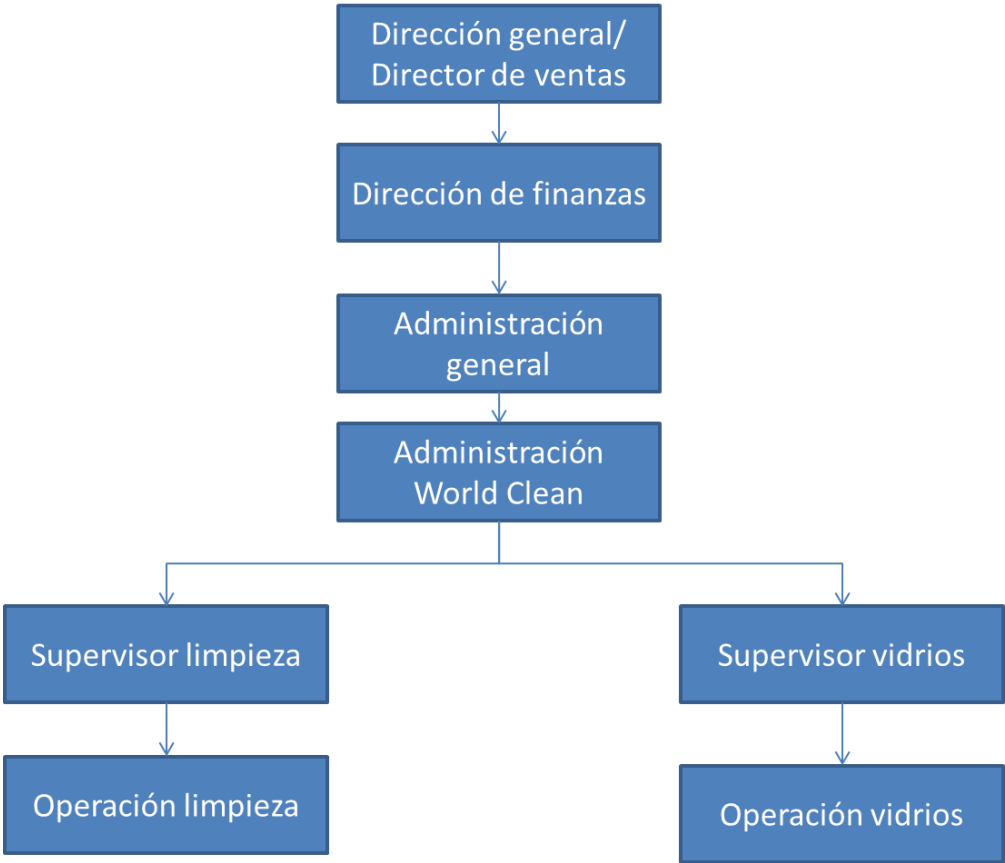 Dirección general/
Director de ventas
Dirección de finanzas
Administración
general
Administración
World Clean
Supervisor limpieza
Supervisor vidrios
Operación limpieza
Operación vidrios